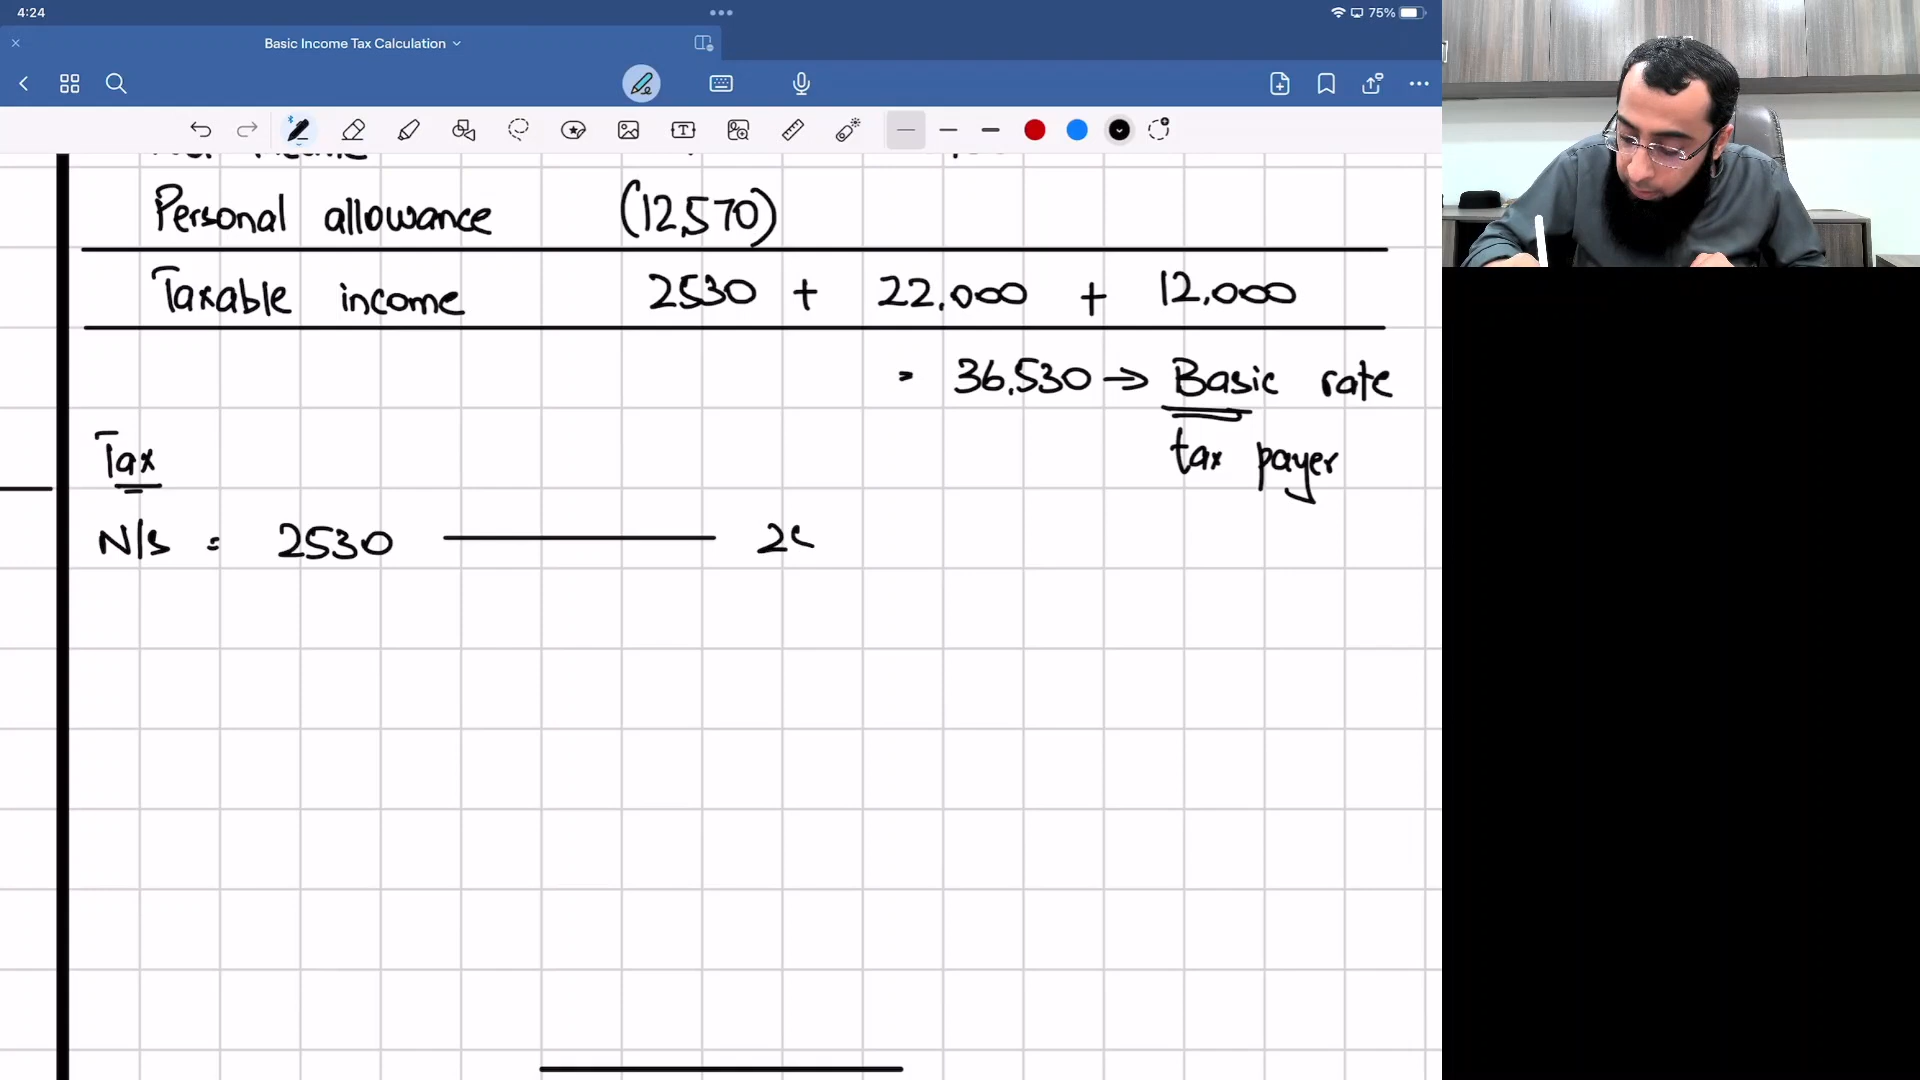 4:24
75%
Basic Income Tax Calculation
Personal allowance (12,570)
Taxable income 2530 + 22,000 + 12,000
= 36,530 → Basic rate
tax payer
Tax
N/S = 2530